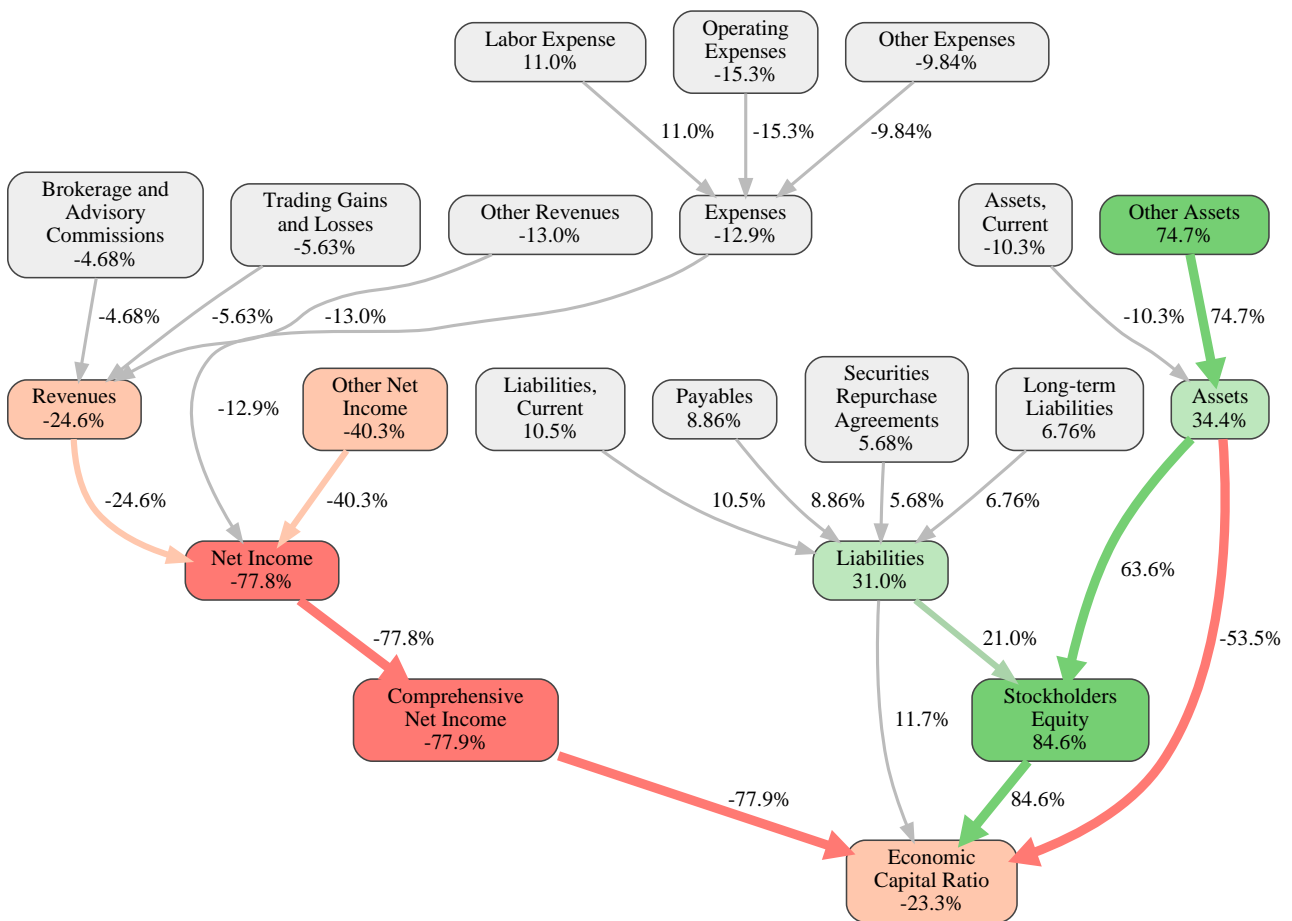 Labor Expense
11.0%
Operating
Expenses
-15.3%
Other Expenses
-9.84%
11.0%
-15.3%
-9.84%
Brokerage and
Advisory
Commissions
-4.68%
Trading Gains
and Losses
-5.63%
Other Revenues
-13.0%
Expenses
-12.9%
Assets,
Current
-10.3%
Other Assets
74.7%
-4.68%
-5.63%
-13.0%
-10.3%
74.7%
Revenues
-24.6%
-12.9%
Other Net
Income
-40.3%
Liabilities,
Current
10.5%
Payables
8.86%
Securities
Repurchase
Agreements
5.68%
Long-term
Liabilities
6.76%
Assets
34.4%
-24.6%
-40.3%
10.5%
8.86%
5.68%
6.76%
Net Income
-77.8%
Liabilities
31.0%
63.6%
-77.8%
21.0%
-53.5%
Comprehensive
Net Income
-77.9%
11.7%
Stockholders
Equity
84.6%
-77.9%
84.6%
Economic
Capital Ratio
-23.3%